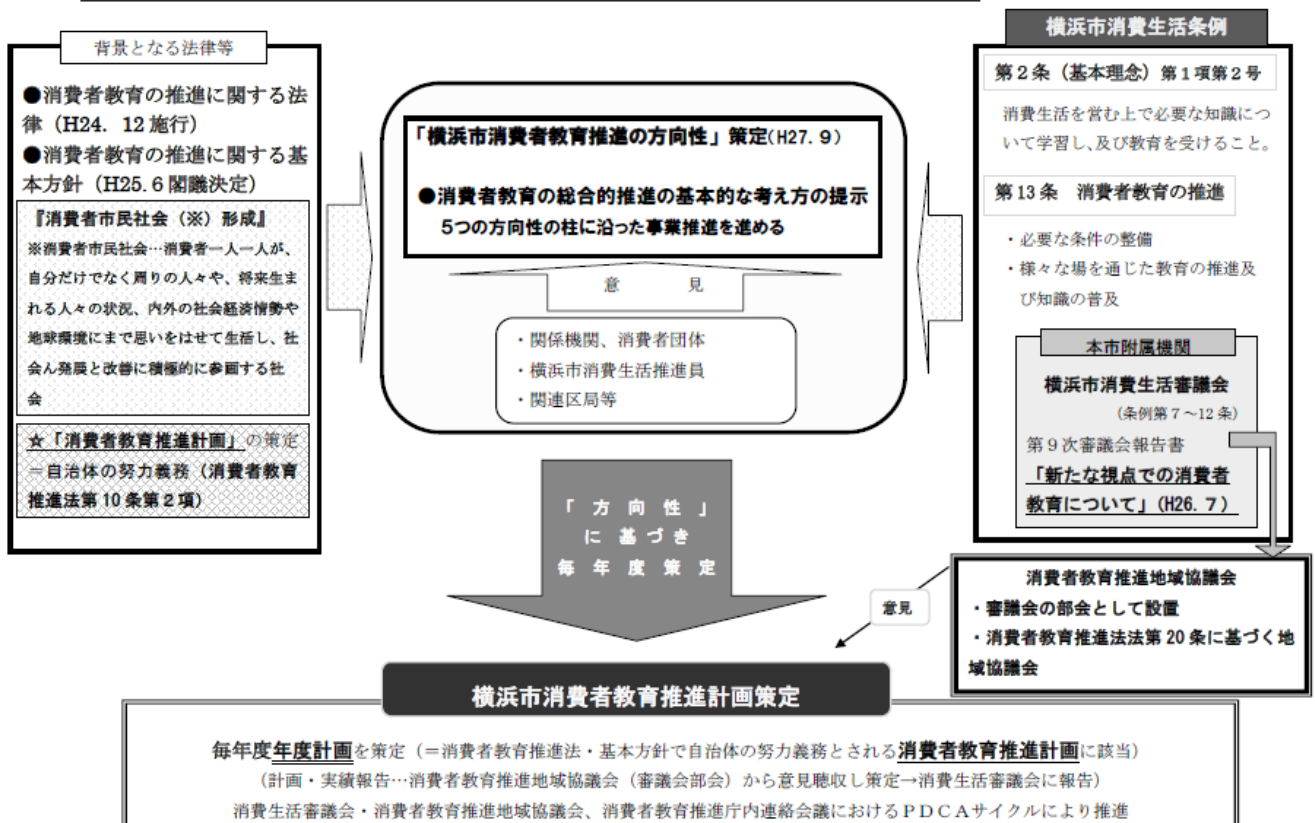 背景となる法律等
●消費者教育の推進に関する法
律（H24．12 施行）
●消費者教育の推進に関する基
本方針（H25．6 閣議決定）
『消費者市民社会（※）形成』
※消費者市民社会…消費者一人一人が、
自分だけでなく周りの人々や、将来生ま
れる人々の状況、内外の社会経済情勢や
地球環境にまで思いをはせて生活し、社
会ん発展と改善に積極的に参画する社
会
☆「消費者教育推進計画」の策定
＝自治体の努力義務（消費者教育
推進法第 10 条第２項）
「横浜市消費者教育推進の方向性」策定(H27．9）
●消費者教育の総合的推進の基本的な考え方の提示
５つの方向性の柱に沿った事業推進を進める
意　見
・関係機関、消費者団体
・横浜市消費生活推進員
・関連区局等
「方向性」
に基づき
毎年度策定
横浜市消費生活条例
第２条（基本理念）第１項第２号
消費生活を営む上で必要な知識につ
いて学習し、及び教育を受けること。
第 13 条　消費者教育の推進
・必要な条件の整備
・様々な場を通じた教育の推進及
び知識の普及
本市附属機関
横浜市消費生活審議会
（条例第７～12 条）
第９次審議会報告書
「新たな視点での消費者
教育について」(H26．７）
消費者教育推進地域協議会
・審議会の部会として設置
・消費者教育推進法法第 20 条に基づく地
域協議会
意見
横浜市消費者教育推進計画策定
毎年度年度計画を策定（＝消費者教育推進法・基本方針で自治体の努力義務とされる消費者教育推進計画に該当）
（計画・実績報告…消費者教育推進地域協議会（審議会部会）から意見聴収し策定→消費生活審議会に報告）
消費生活審議会・消費者教育推進地域協議会、消費者教育推進庁内連絡会議におけるＰＤＣＡサイクルにより推進